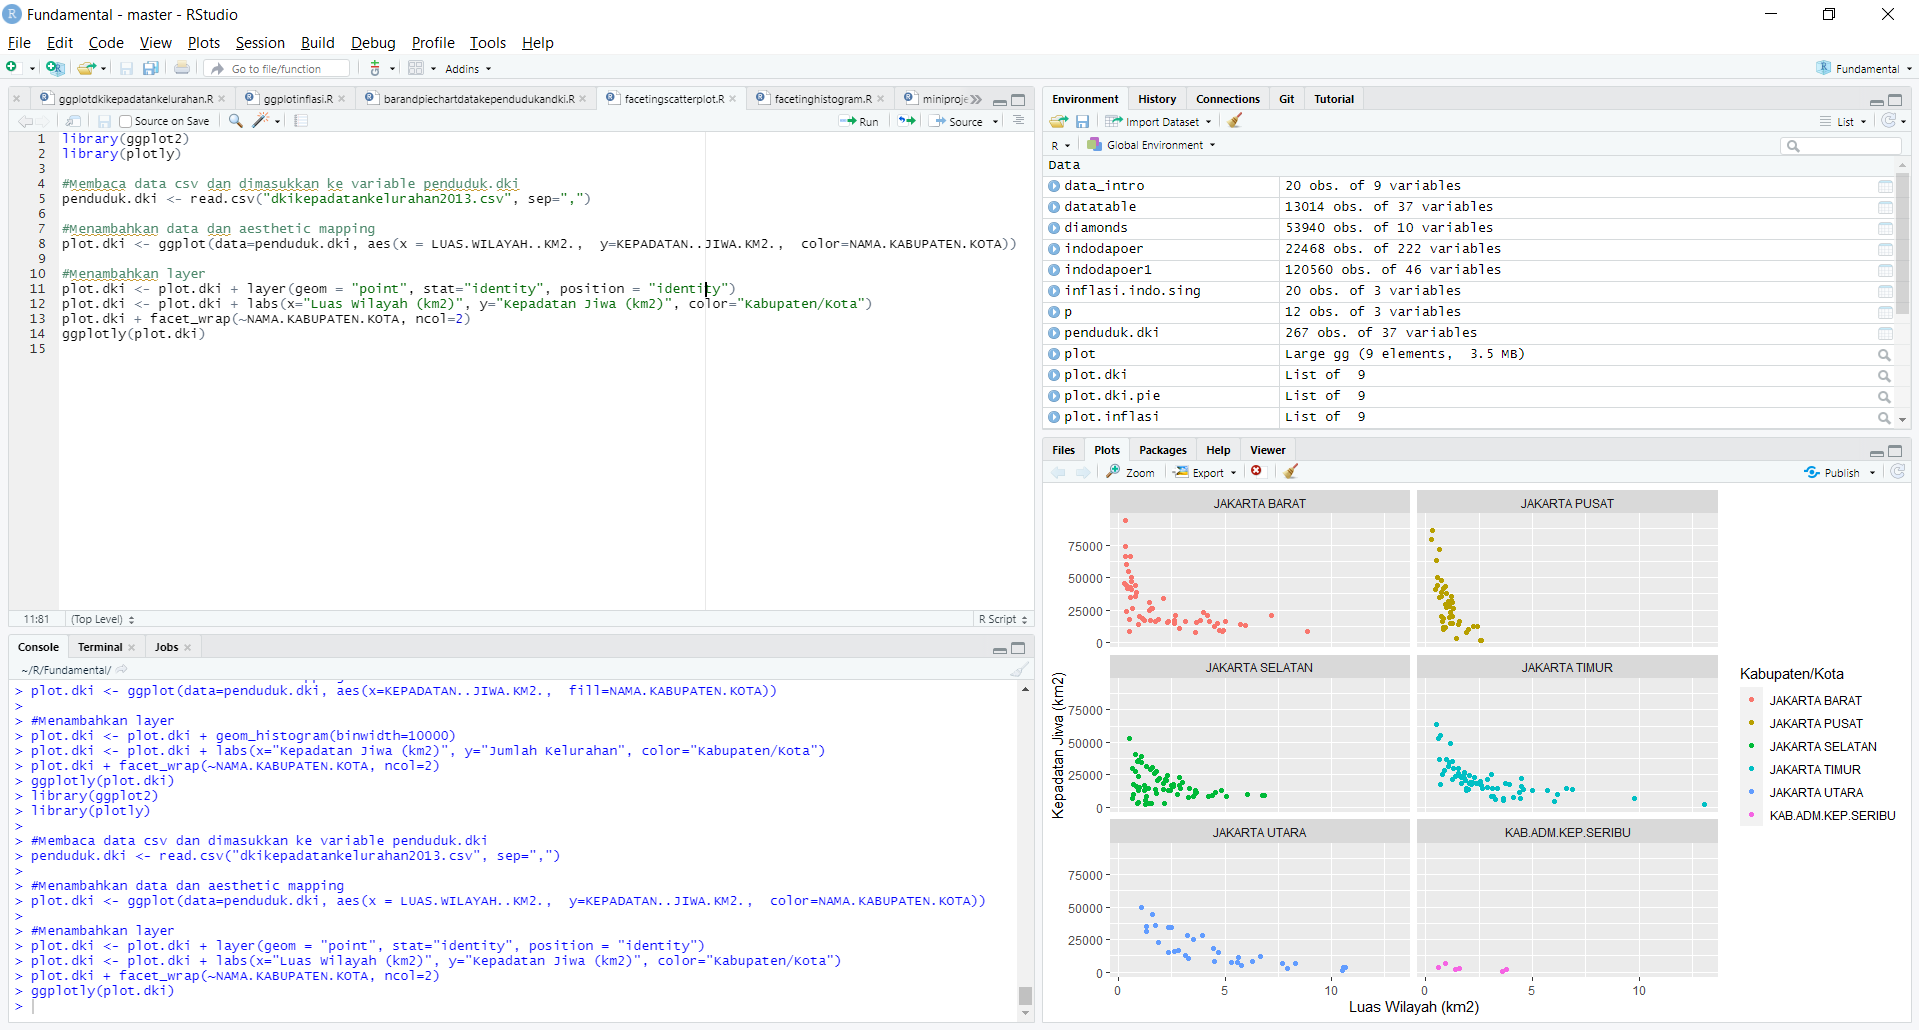 Fundamental - master - RStudio
File Edit Code View Plots Session Build Debug Profile Tools Help
Go to file/function Addins Fundamental
ggplotdkikepadatankelurahan.R ggplotinflasi.R barandpiechartdatakependudukandki.R facetingscatterplot.R facetinghistogram.R miniproje
Source on Save Run Source
1 library(ggplot2)
2 library(plotly)
3
4 #Membaca data csv dan dimasukkan ke variable penduduk.dki
5 penduduk.dki <- read.csv("dkikepadatankelurahan2013.csv", sep=",")
6
7 #Menambahkan data dan aesthetic mapping
8 plot.dki <- ggplot(data=penduduk.dki, aes(x = LUAS.WILAYAH..KM2., y=KEPADATAN..JIWA.KM2., color=NAMA.KABUPATEN.KOTA))
9
10 #Menambahkan layer
11 plot.dki <- plot.dki + layer(geom = "point", stat="identity", position = "identity")
12 plot.dki <- plot.dki + labs(x="Luas Wilayah (km2)", y="Kepadatan Jiwa (km2)", color="Kabupaten/Kota")
13 plot.dki + facet_wrap(~NAMA.KABUPATEN.KOTA, ncol=2)
14 ggplotly(plot.dki)
15
11:81 (Top Level) R Script
Console Terminal Jobs
~/R/Fundamental/
> plot.dki <- ggplot(data=penduduk.dki, aes(x=KEPADATAN..JIWA.KM2., fill=NAMA.KABUPATEN.KOTA))
>
> #Menambahkan layer
> plot.dki <- plot.dki + geom_histogram(binwidth=10000)
> plot.dki <- plot.dki + labs(x="Kepadatan Jiwa (km2)", y="Jumlah Kelurahan", color="Kabupaten/Kota")
> plot.dki + facet_wrap(~NAMA.KABUPATEN.KOTA, ncol=2)
> ggplotly(plot.dki)
> library(ggplot2)
> library(plotly)
>
> #Membaca data csv dan dimasukkan ke variable penduduk.dki
> penduduk.dki <- read.csv("dkikepadatankelurahan2013.csv", sep=",")
>
> #Menambahkan data dan aesthetic mapping
> plot.dki <- ggplot(data=penduduk.dki, aes(x = LUAS.WILAYAH..KM2., y=KEPADATAN..JIWA.KM2., color=NAMA.KABUPATEN.KOTA))
>
> #Menambahkan layer
> plot.dki <- plot.dki + layer(geom = "point", stat="identity", position = "identity")
> plot.dki <- plot.dki + labs(x="Luas Wilayah (km2)", y="Kepadatan Jiwa (km2)", color="Kabupaten/Kota")
> plot.dki + facet_wrap(~NAMA.KABUPATEN.KOTA, ncol=2)
> ggplotly(plot.dki)
>
Environment History Connections Git Tutorial
Import Dataset List
R Global Environment
Data
data_intro 20 obs. of 9 variables
datatable 13014 obs. of 37 variables
diamonds 53940 obs. of 10 variables
indodapoer 22468 obs. of 222 variables
indodapoer1 120560 obs. of 46 variables
inflasi.indo.sing 20 obs. of 3 variables
p 12 obs. of 3 variables
penduduk.dki 267 obs. of 37 variables
plot Large gg (9 elements, 3.5 MB)
plot.dki List of 9
plot.dki.pie List of 9
plot.inflasi List of 9
Files Plots Packages Help Viewer
Zoom Export Publish
JAKARTA BARAT JAKARTA PUSAT
75000
50000
25000
0
JAKARTA SELATAN JAKARTA TIMUR
75000
50000
25000
0
JAKARTA UTARA KAB.ADM.KEP.SERIBU
75000
50000
25000
0
0 5 10 0 5 10
Luas Wilayah (km2)
Kepadatan Jiwa (km2)
Kabupaten/Kota
JAKARTA BARAT
JAKARTA PUSAT
JAKARTA SELATAN
JAKARTA TIMUR
JAKARTA UTARA
KAB.ADM.KEP.SERIBU